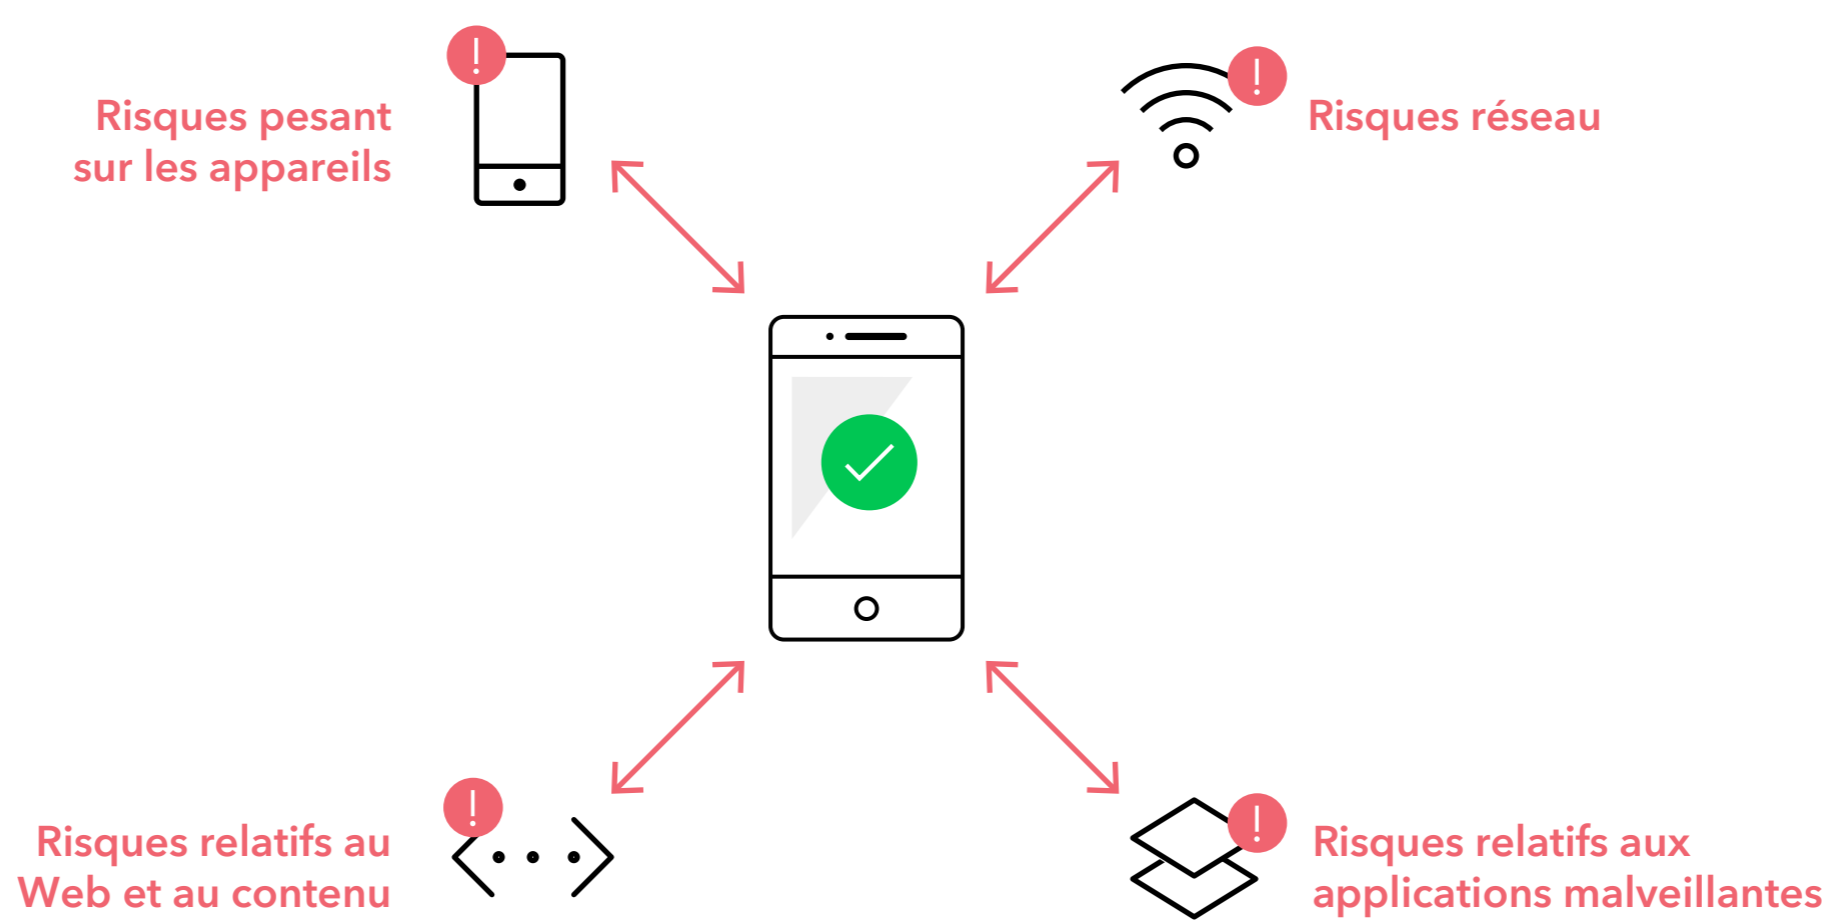 Risques pesant
sur les appareils
Risques réseau
Risques relatifs au
Web et au contenu
Risques relatifs aux
applications malveillantes